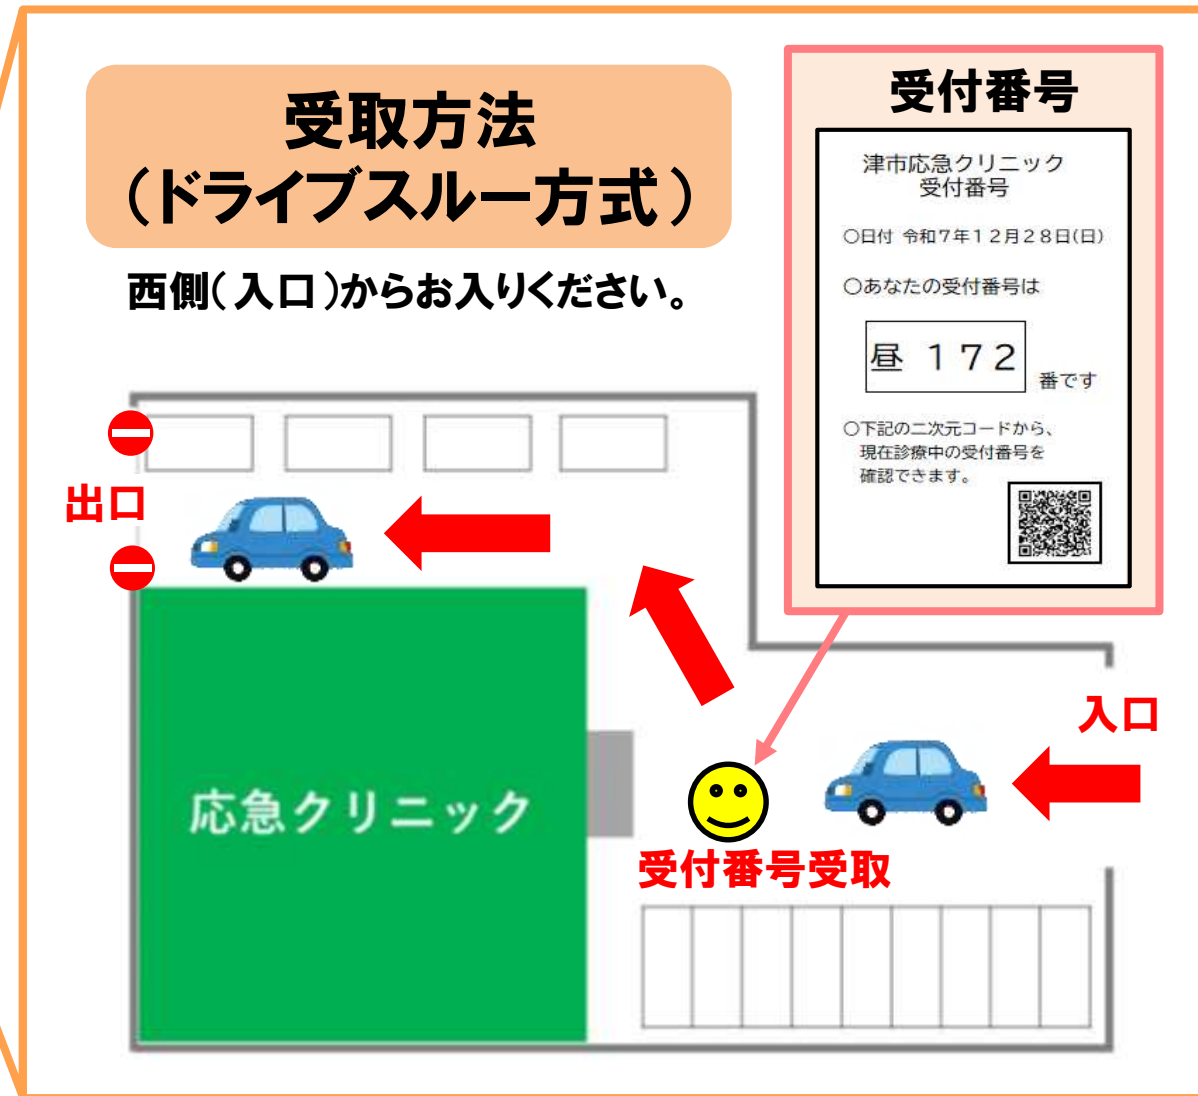 受取方法
（ドライブスルー方式）
西側（入口）からお入りください。
受付番号
津市応急クリニック
受付番号
○日付 令和７年１２月２８日(日)
○あなたの受付番号は
昼 １７２
番です
○下記の二次元コードから、
現在診療中の受付番号を
確認できます。
出口
入口
応急クリニック
受付番号受取